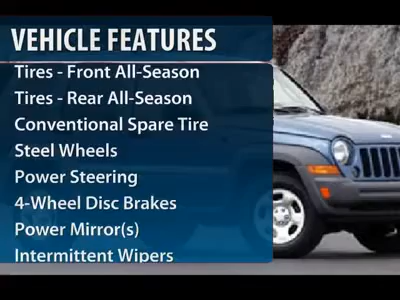 VEHICLE FEATURES
Tires - Front All-Season
Tires - Rear All-Season
Conventional Spare Tire
Steel Wheels
Power Steering
4-Wheel Disc Brakes
Power Mirror(s)
Intermittent Wipers